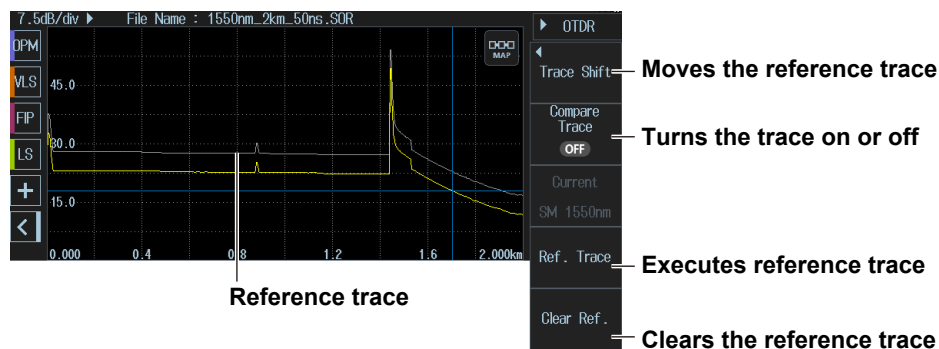 7.5dB/div ▶ File Name : 1550nm_2km_50ns.SOR
OTDR
OPM
VLS
FIP
LS
MAP
45.0
30.0
15.0
0.000 0.4 0.8 1.2 1.6 2.000km
Trace Shift
Compare
Trace
OFF
Current
SM 1550nm
Ref. Trace
Clear Ref.
Moves the reference trace
Turns the trace on or off
Executes reference trace
Clears the reference trace
Reference trace